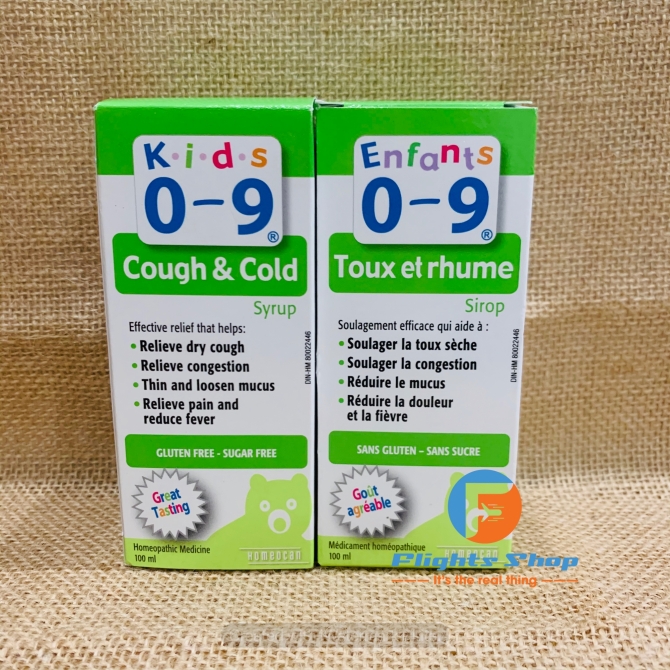 K·i·d·s
0-9®
Cough & Cold
Syrup
Effective relief that helps:
• Relieve dry cough
• Relieve congestion
• Thin and loosen mucus
• Relieve pain and
reduce fever
DIN-HM 80022446
GLUTEN FREE - SUGAR FREE
Great
Tasting
Homeopathic Medicine
100 ml
HOMEOCAN
Enfants
0-9®
Toux et rhume
Sirop
Soulagement efficace qui aide à :
• Soulager la toux sèche
• Soulager la congestion
• Réduire le mucus
• Réduire la douleur
et la fièvre
DIN-HM 80022446
SANS GLUTEN – SANS SUCRE
Goût
agréable
Médicament homéopathique
100 ml
HOMEOCAN
Flights Shop
It's the real thing